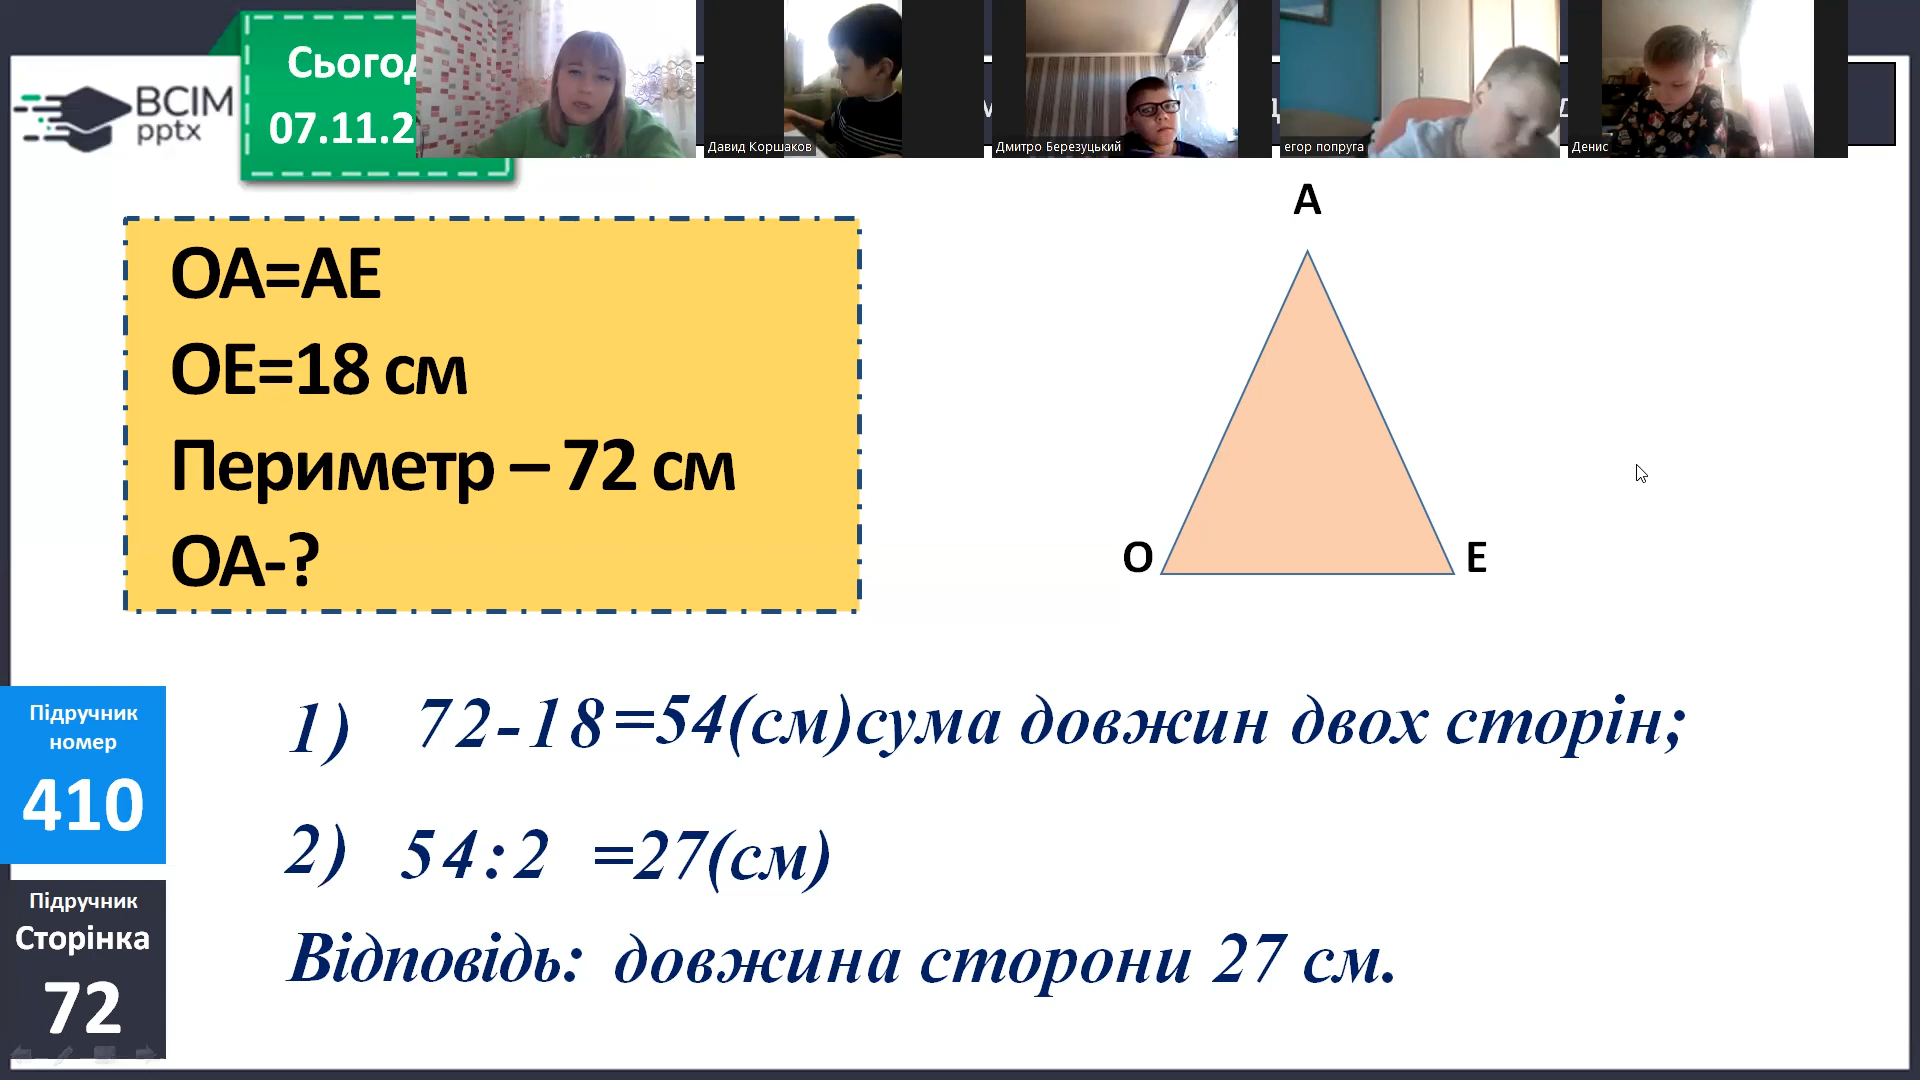 Сьогод
07.11.2
ВСІМ
pptx
Давид Коршаков
Дмитро Березуцький
егор попруга
Денис
А
ОА=АЕ
ОЕ=18 см
Периметр – 72 см
ОА-?
О
Е
Підручник
номер
410
1) 72-18=54(см)сума довжин двох сторін;
2) 54:2 =27(см)
Відповідь: довжина сторони 27 см.
Підручник
Сторінка
72